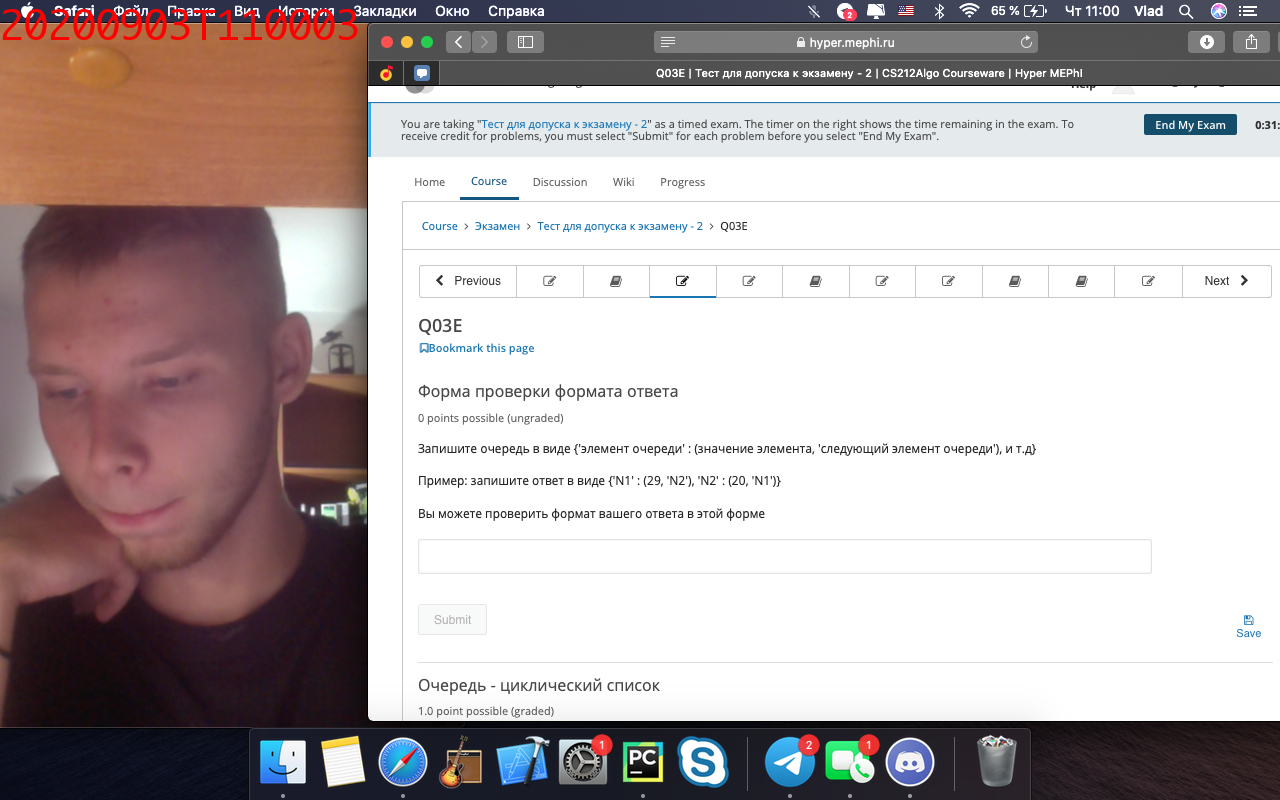 Safari Файл Правка Вид История Закладки Окно Справка 65 % Чт 11:00 Vlad
20200903T110003
hyper.mephi.ru
Q03E | Тест для допуска к экзамену - 2 | CS212Algo Courseware | Hyper MEPhI
You are taking "Тест для допуска к экзамену - 2" as a timed exam. The timer on the right shows the time remaining in the exam. To
receive credit for problems, you must select "Submit" for each problem before you select "End My Exam".
End My Exam
0:31:
Home Course Discussion Wiki Progress
Course > Экзамен > Тест для допуска к экзамену - 2 > Q03E
Previous
Next
Q03E
Bookmark this page
Форма проверки формата ответа
0 points possible (ungraded)
Запишите очередь в виде {'элемент очереди' : (значение элемента, 'следующий элемент очереди'), и т.д}
Пример: запишите ответ в виде {'N1' : (29, 'N2'), 'N2' : (20, 'N1')}
Вы можете проверить формат вашего ответа в этой форме
Submit
Save
Очередь - циклический список
1.0 point possible (graded)
1
PC
2
1